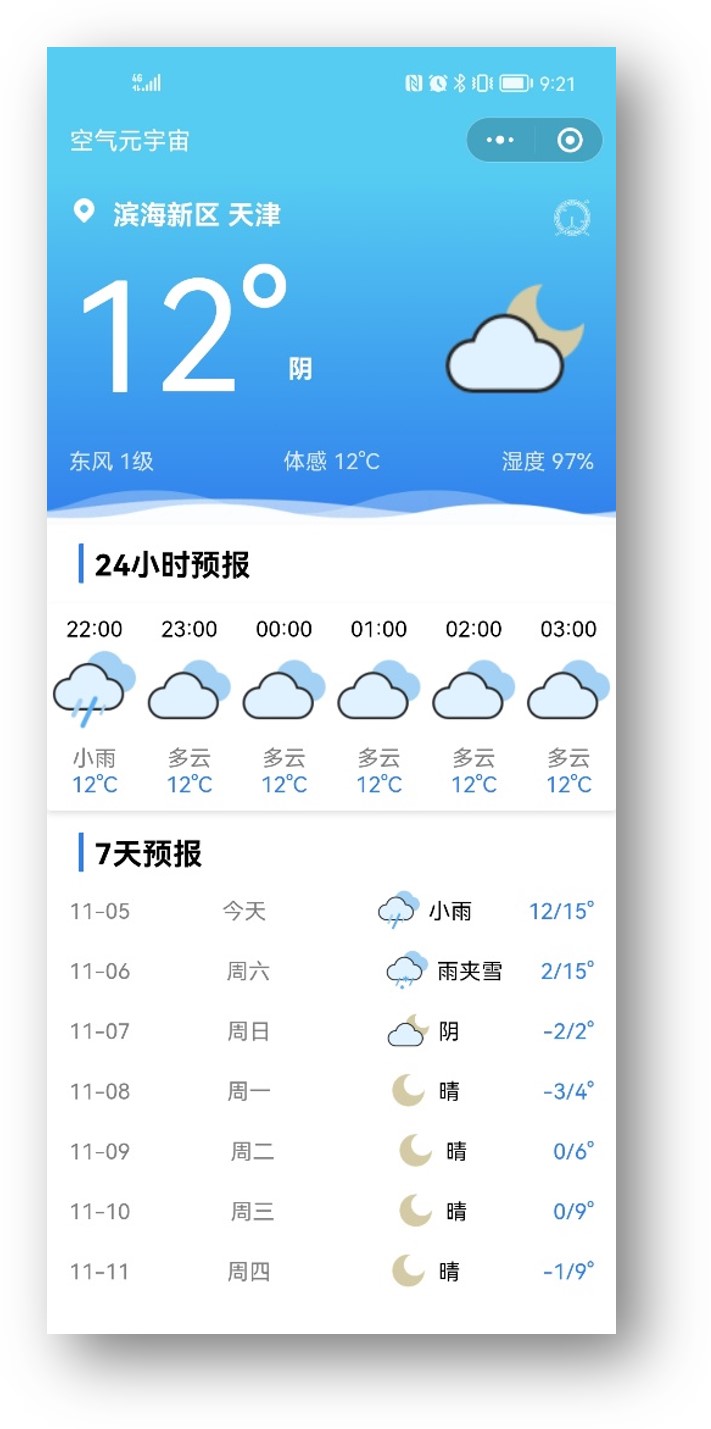 4G 9:21
空气元宇宙
滨海新区 天津
12°
阴
东风 1级 体感 12℃ 湿度 97%
24小时预报
22:00 23:00 00:00 01:00 02:00 03:00
小雨 多云 多云 多云 多云 多云
12℃ 12℃ 12℃ 12℃ 12℃ 12℃
7天预报
11-05 今天 小雨 12/15°
11-06 周六 雨夹雪 2/15°
11-07 周日 阴 -2/2°
11-08 周一 晴 -3/4°
11-09 周二 晴 0/6°
11-10 周三 晴 0/9°
11-11 周四 晴 -1/9°